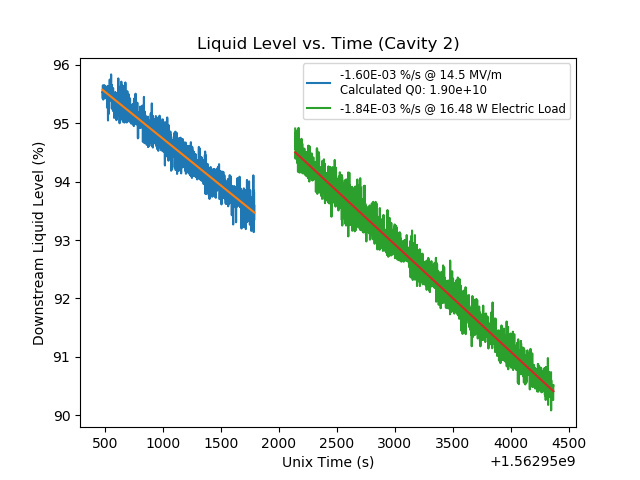 Liquid Level vs. Time (Cavity 2)
-1.60E-03 %/s @ 14.5 MV/m
Calculated Q0: 1.90e+10
-1.84E-03 %/s @ 16.48 W Electric Load
Downstream Liquid Level (%)
96
95
94
93
92
91
90
500 1000 1500 2000 2500 3000 3500 4000 4500
Unix Time (s)
+1.56295e9